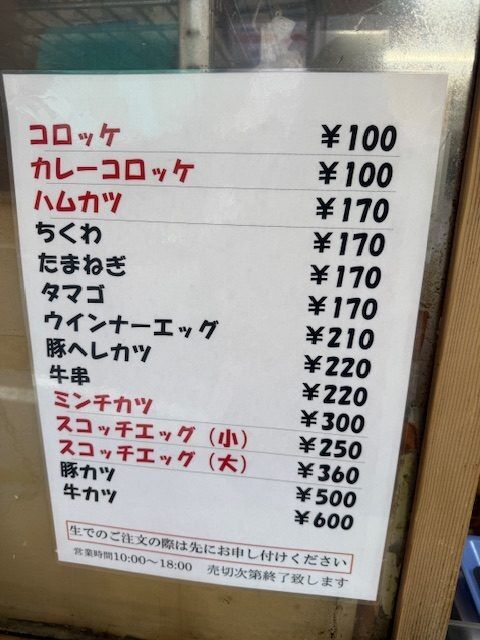 コロッケ ￥100
カレーコロッケ ￥100
ハムカツ ￥170
ちくわ ￥170
たまねぎ ￥170
タマゴ ￥170
ウインナーエッグ ￥210
豚ヘレカツ ￥220
牛串 ￥220
ミンチカツ ￥300
スコッチエッグ（小） ￥250
スコッチエッグ（大） ￥360
豚カツ ￥500
牛カツ ￥600
生でのご注文の際は先にお申し付けください
営業時間10:00～18:00 売切次第終了致します